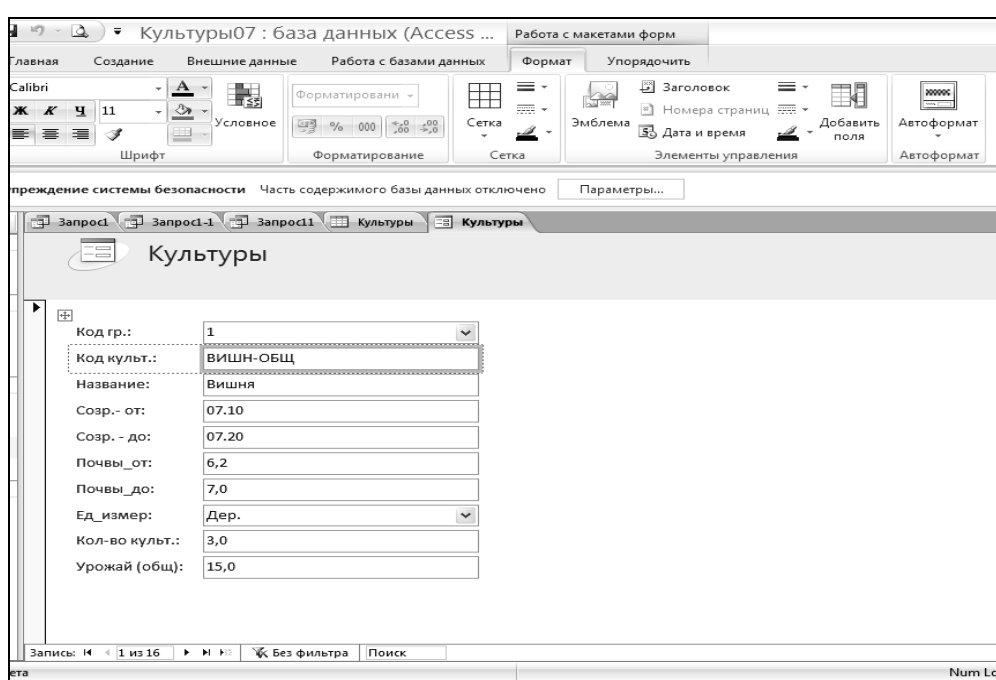 Культуры07 : база данных (Access ... Работа с макетами форм
Главная Создание Внешние данные Работа с базами данных Формат Упорядочить
Calibri Форматировани Заголовок
Ж К Ч 11 Условное % 000 Сетка Эмблема Номера страниц Добавить поля Автоформат
Дата и время
Шрифт Форматирование Сетка Элементы управления Автоформат
упреждение системы безопасности Часть содержимого базы данных отключено Параметры...
Запрос1 Запрос1-1 Запрос11 Культуры Культуры
Культуры
Код гр.: 1
Код культ.: ВИШН-ОБЩ
Название: Вишня
Созр.- от: 07.10
Созр. - до: 07.20
Почвы_от: 6,2
Почвы_до: 7,0
Ед_измер: Дер.
Кол-во культ.: 3,0
Урожай (общ): 15,0
Запись: 1 из 16 Без фильтра Поиск
ета Num Lo